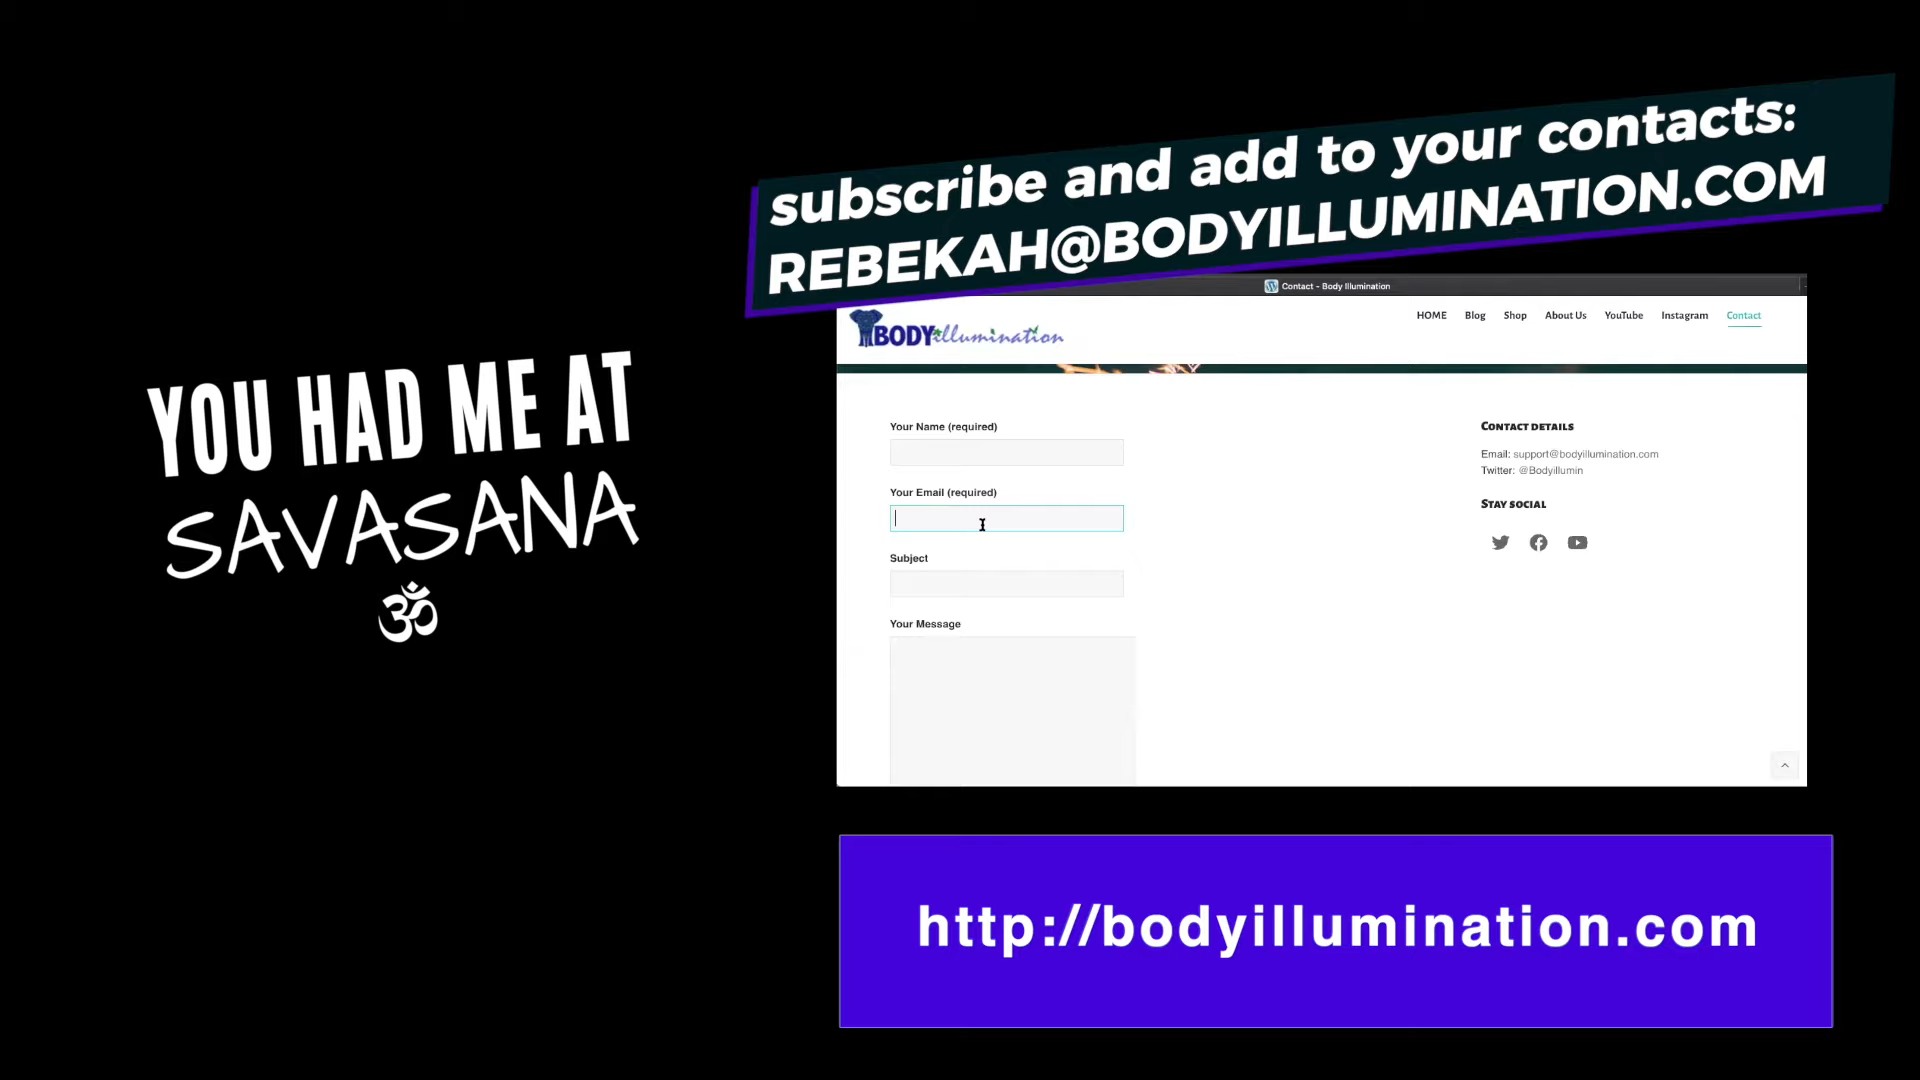 YOU HAD ME AT
SAVASANA
ॐ
subscribe and add to your contacts:
REBEKAH@BODYILLUMINATION.COM
Contact - Body Illumination
BODYillumination
HOME Blog Shop About Us YouTube Instagram Contact
Your Name (required)
Your Email (required)
Subject
Your Message
Contact details
Email: support@bodyillumination.com
Twitter: @Bodyillumin
Stay social
http://bodyillumination.com